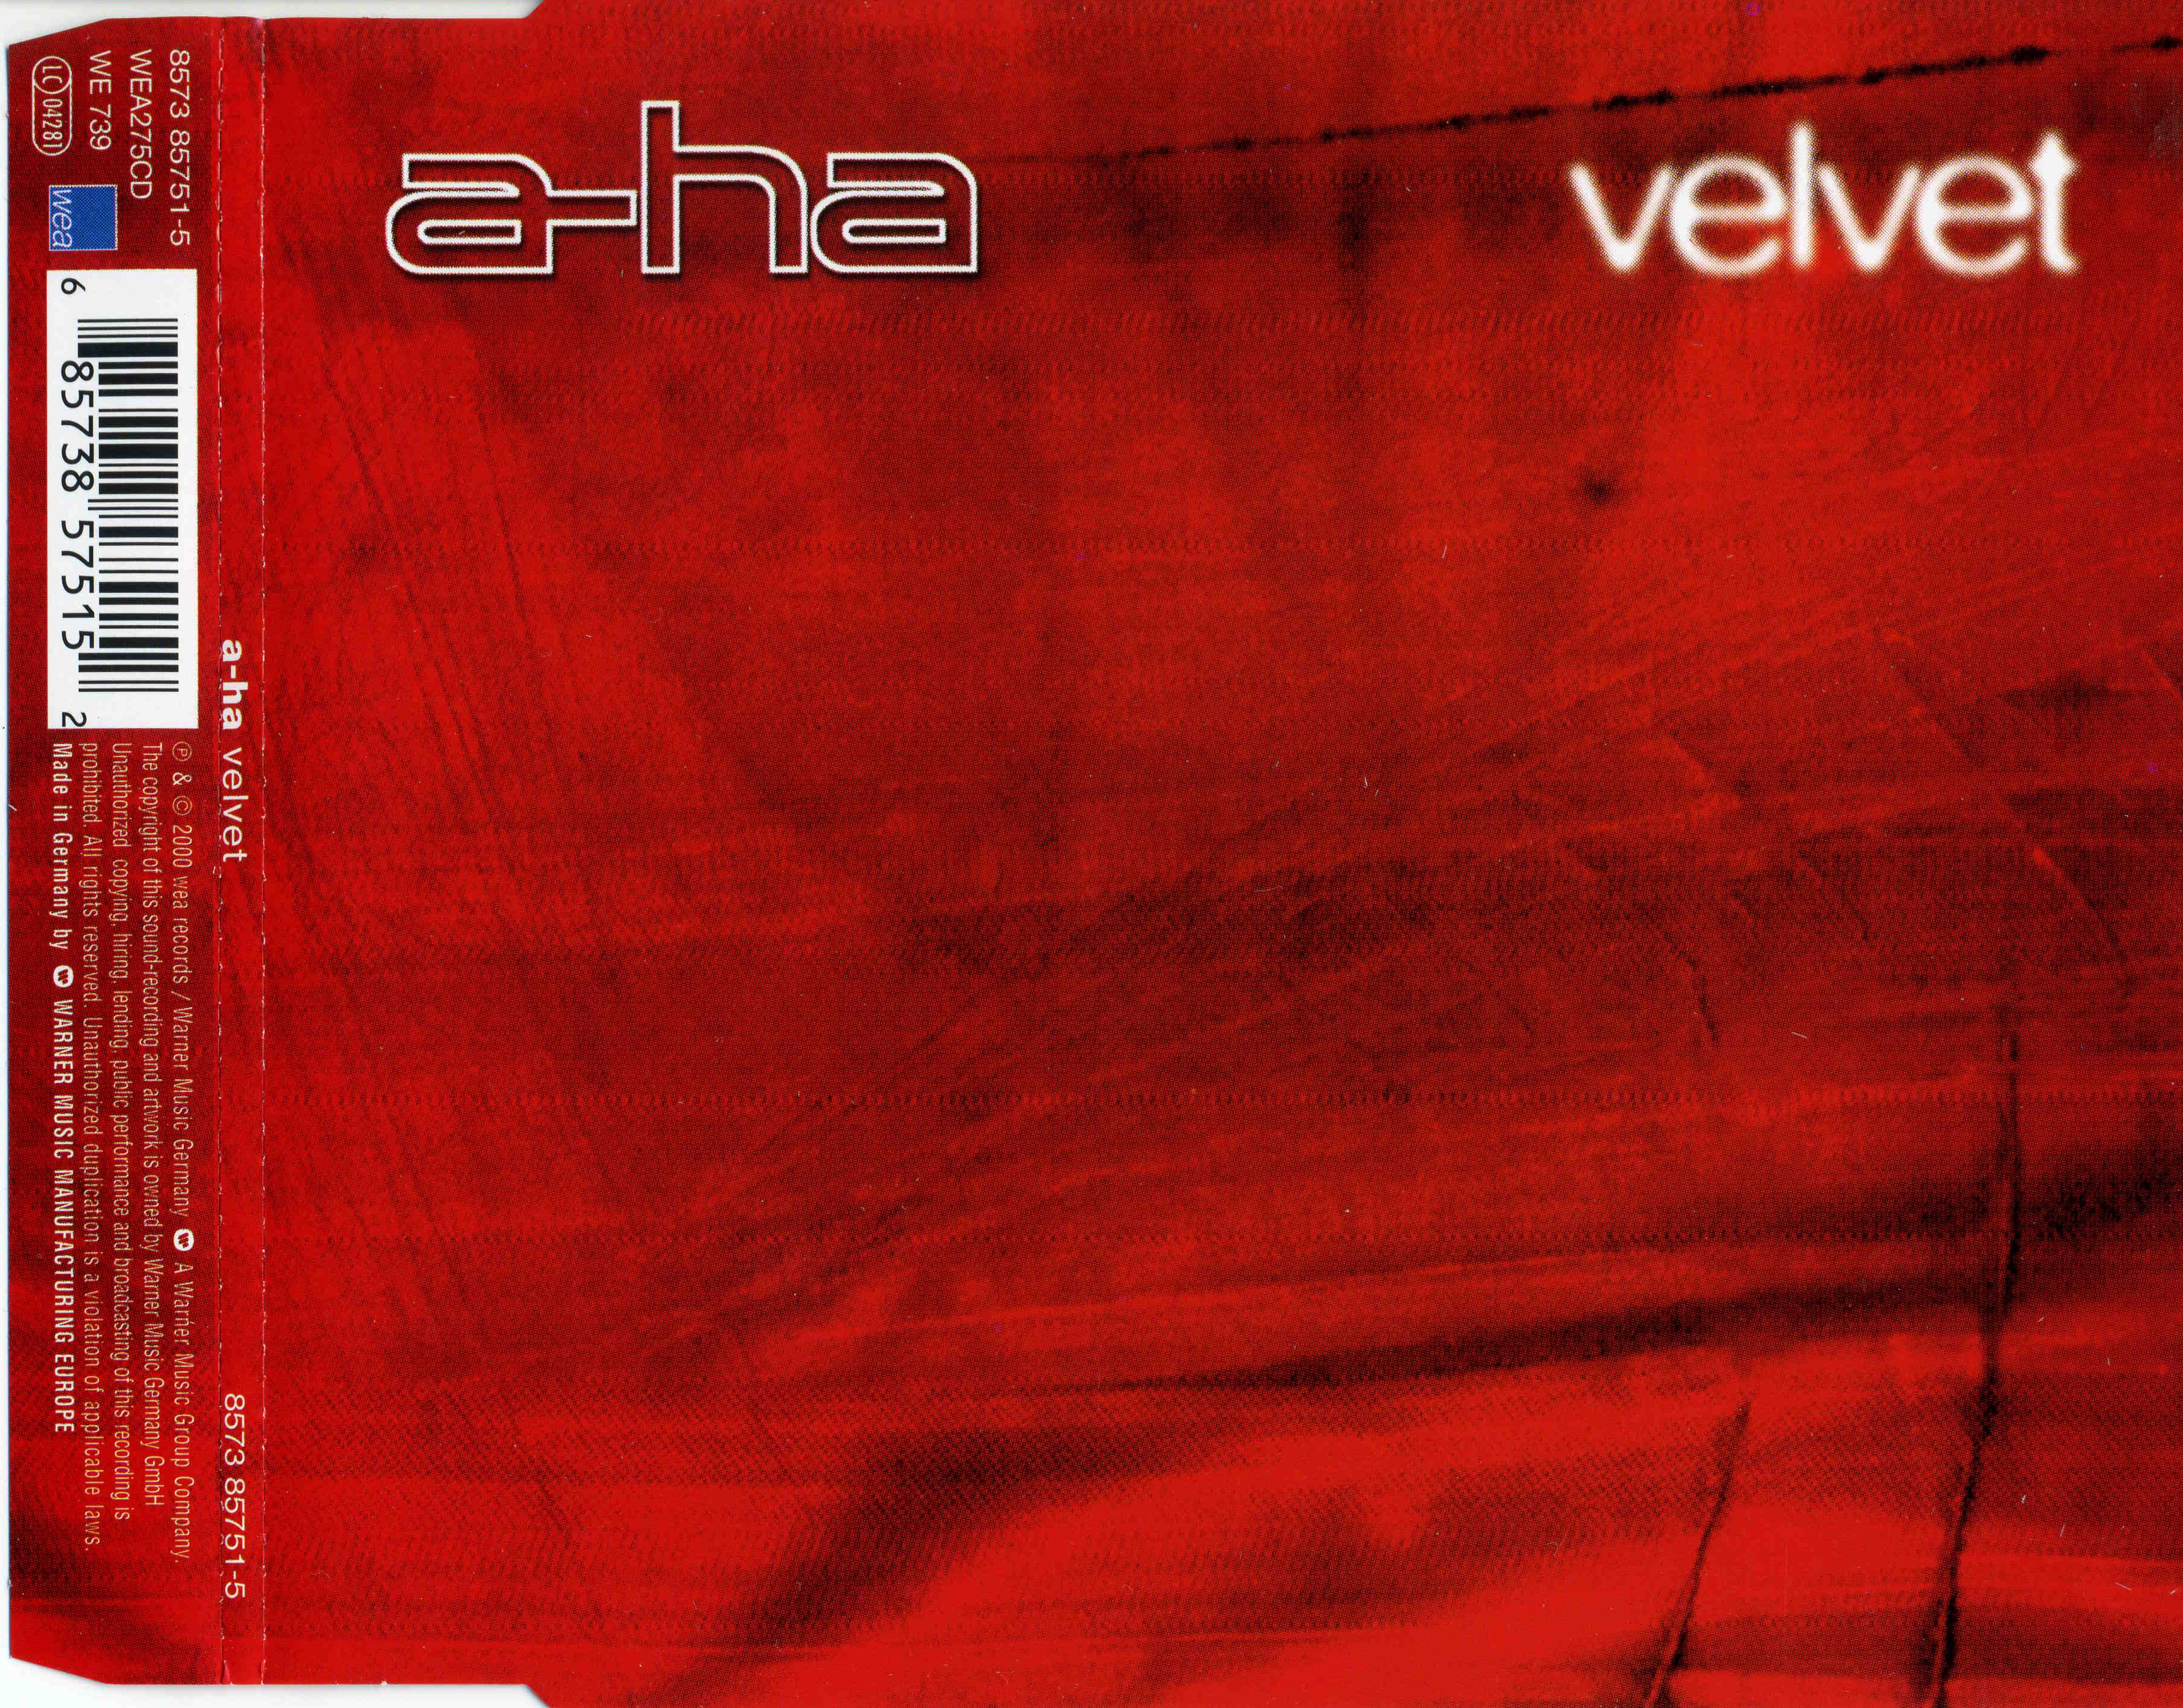 a-ha
velvet
a-ha velvet
8573 85751-5
8573 85751-5
WEA275CD
WE 739
LC 04281
wea
6 85738 57515 2
℗ & © 2000 wea records / Warner Music Germany A Warner Music Group Company.
The copyright of this sound-recording and artwork is owned by Warner Music Germany GmbH
Unauthorized copying, hiring, lending, public performance and broadcasting of this recording is
prohibited. All rights reserved. Unauthorized duplication is a violation of applicable laws.
Made in Germany by WARNER MUSIC MANUFACTURING EUROPE